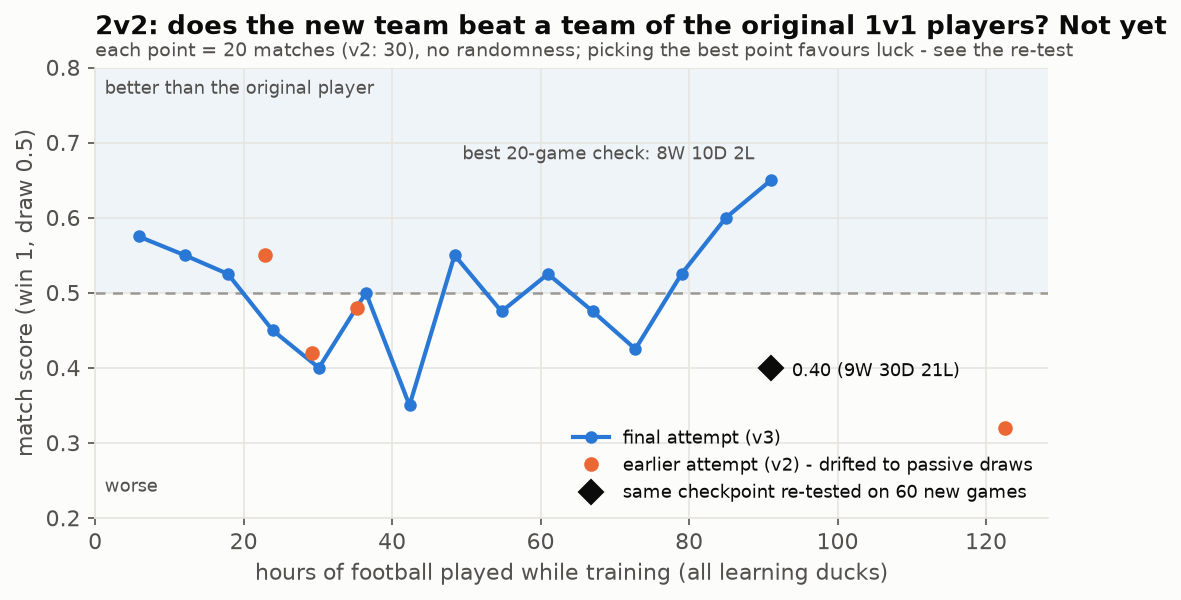 2v2: does the new team beat a team of the original 1v1 players? Not yet
each point = 20 matches (v2: 30), no randomness; picking the best point favours luck - see the re-test
match score (win 1, draw 0.5)
0.8
0.7
0.6
0.5
0.4
0.3
0.2
better than the original player
best 20-game check: 8W 10D 2L
0.40 (9W 30D 21L)
final attempt (v3)
earlier attempt (v2) - drifted to passive draws
same checkpoint re-tested on 60 new games
worse
0 20 40 60 80 100 120
hours of football played while training (all learning ducks)